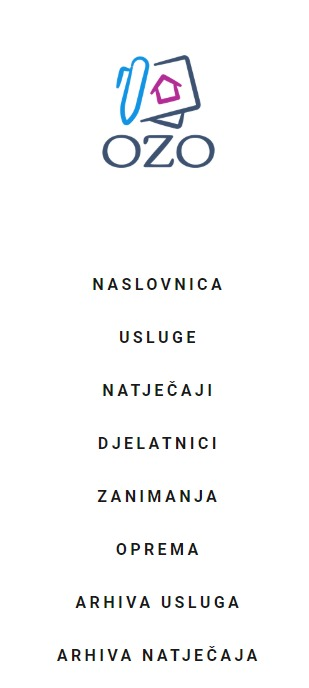 OZO
NASLOVNICA
USLUGE
NATJEČAJI
DJELATNICI
ZANIMANJA
OPREMA
ARHIVA USLUGA
ARHIVA NATJEČAJA